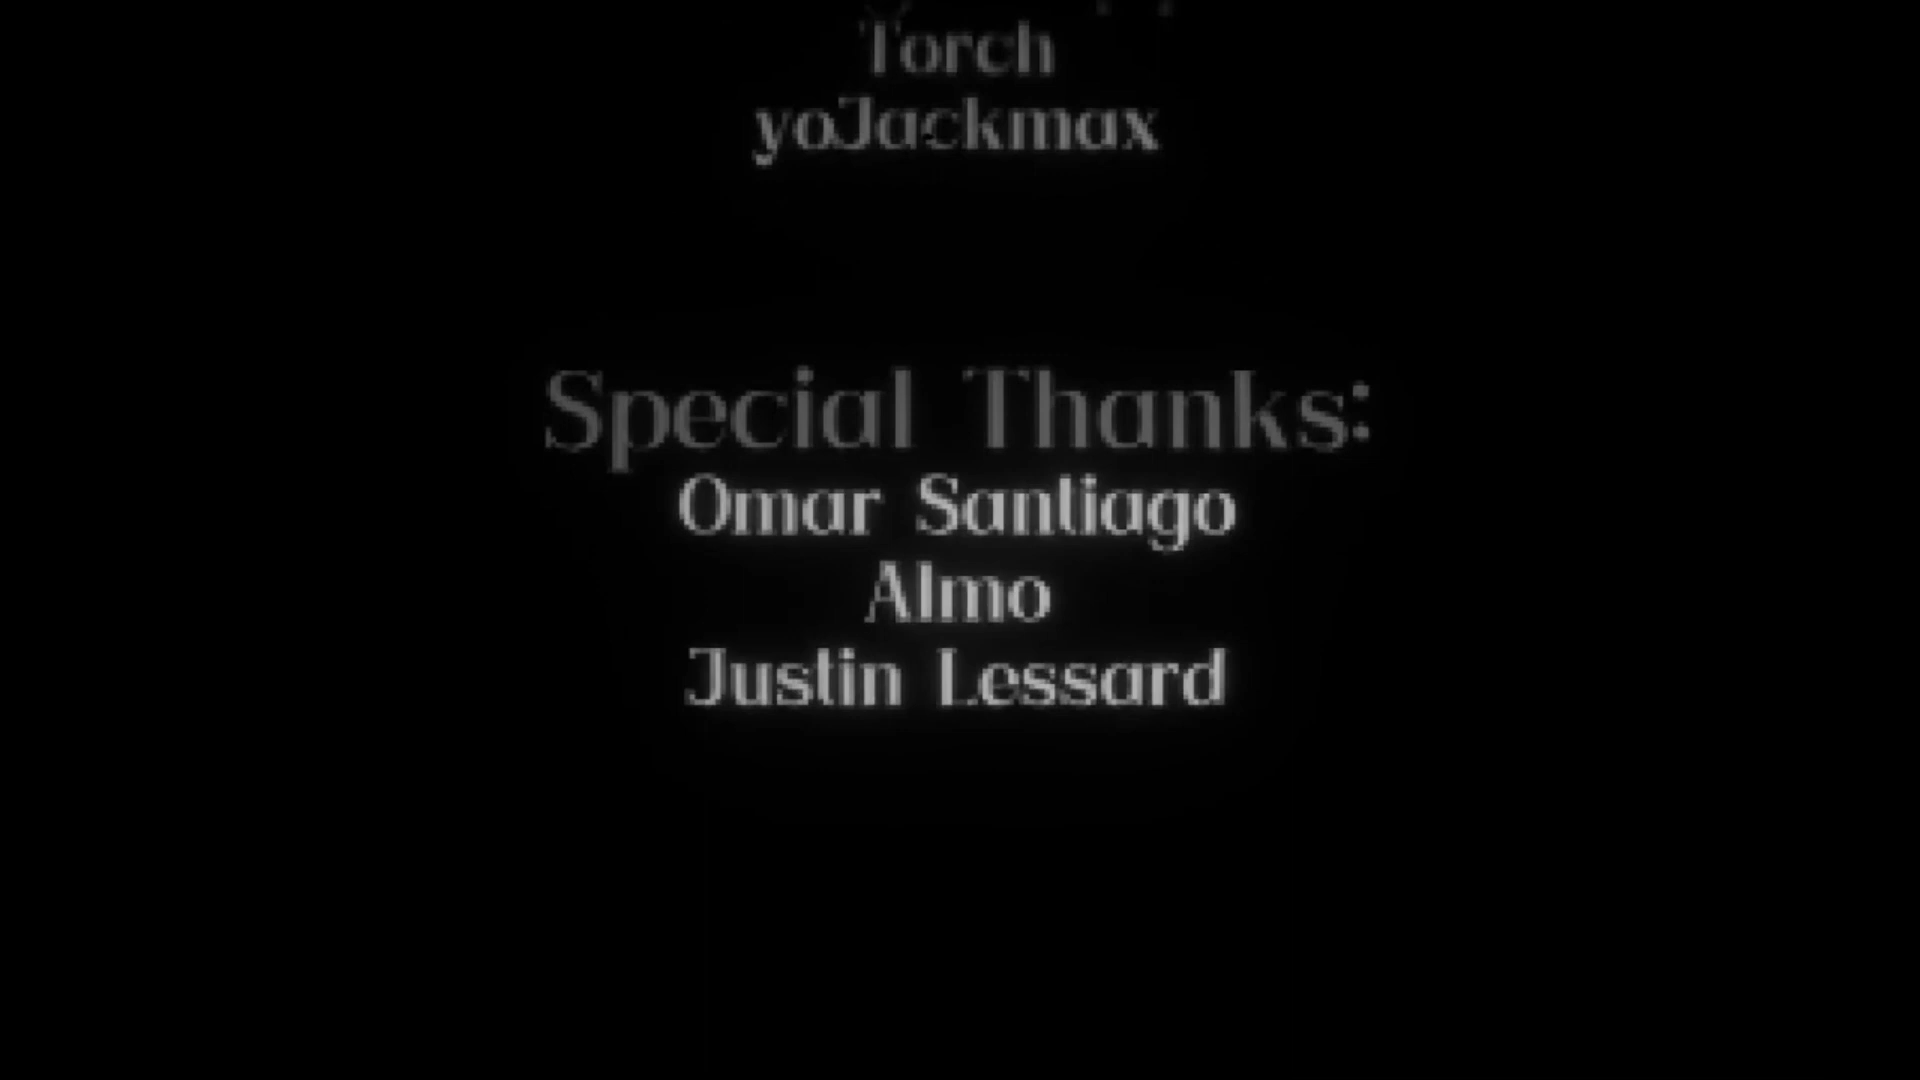 Torch
yoJackmax
Special Thanks:
Omar Santiago
Almo
Justin Lessard